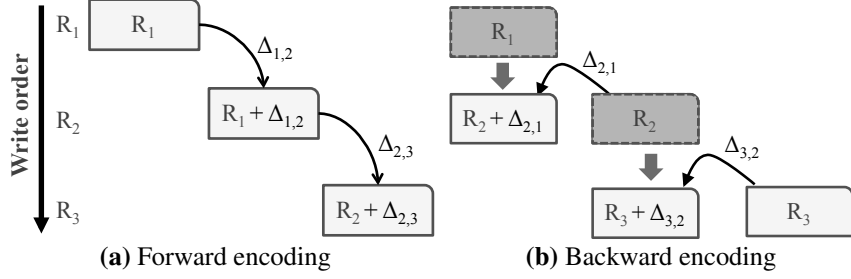 Write order
R1 R1 Δ1,2
R2 R1 + Δ1,2 Δ2,3
R3 R2 + Δ2,3
(a) Forward encoding
R1 Δ2,1
R2 + Δ2,1 R2 Δ3,2
R3 + Δ3,2 R3
(b) Backward encoding